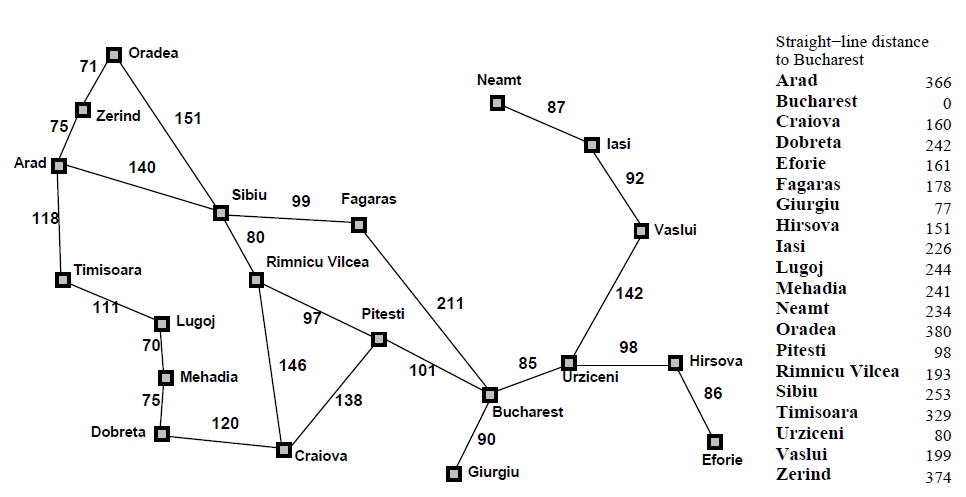 Oradea
71
Zerind
75
151
Arad
140
118
Sibiu
99
Fagaras
80
Timisoara
Rimnicu Vilcea
111
Lugoj
97
Pitesti
211
70
Mehadia
146
101
75
138
Dobreta
120
Craiova
Bucharest
90
Giurgiu
85
Urziceni
98
Hirsova
86
Eforie
142
Vaslui
92
Iasi
87
Neamt
Straight−line distance
to Bucharest
Arad 366
Bucharest 0
Craiova 160
Dobreta 242
Eforie 161
Fagaras 178
Giurgiu 77
Hirsova 151
Iasi 226
Lugoj 244
Mehadia 241
Neamt 234
Oradea 380
Pitesti 98
Rimnicu Vilcea 193
Sibiu 253
Timisoara 329
Urziceni 80
Vaslui 199
Zerind 374